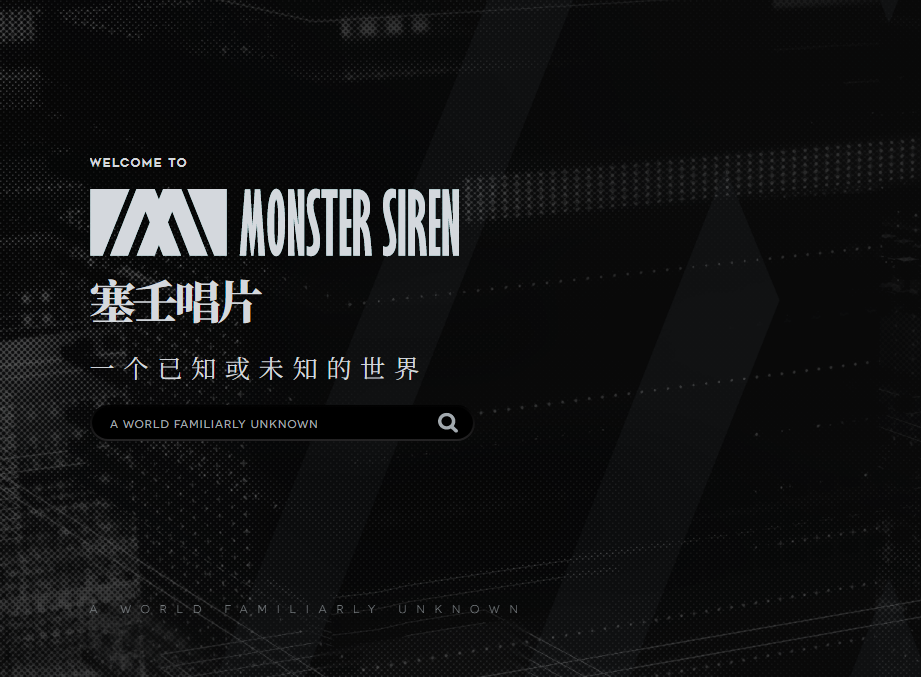 WELCOME TO
MONSTER SIREN
塞壬唱片
一个已知或未知的世界
A WORLD FAMILIARLY UNKNOWN
A WORLD FAMILIARLY UNKNOWN